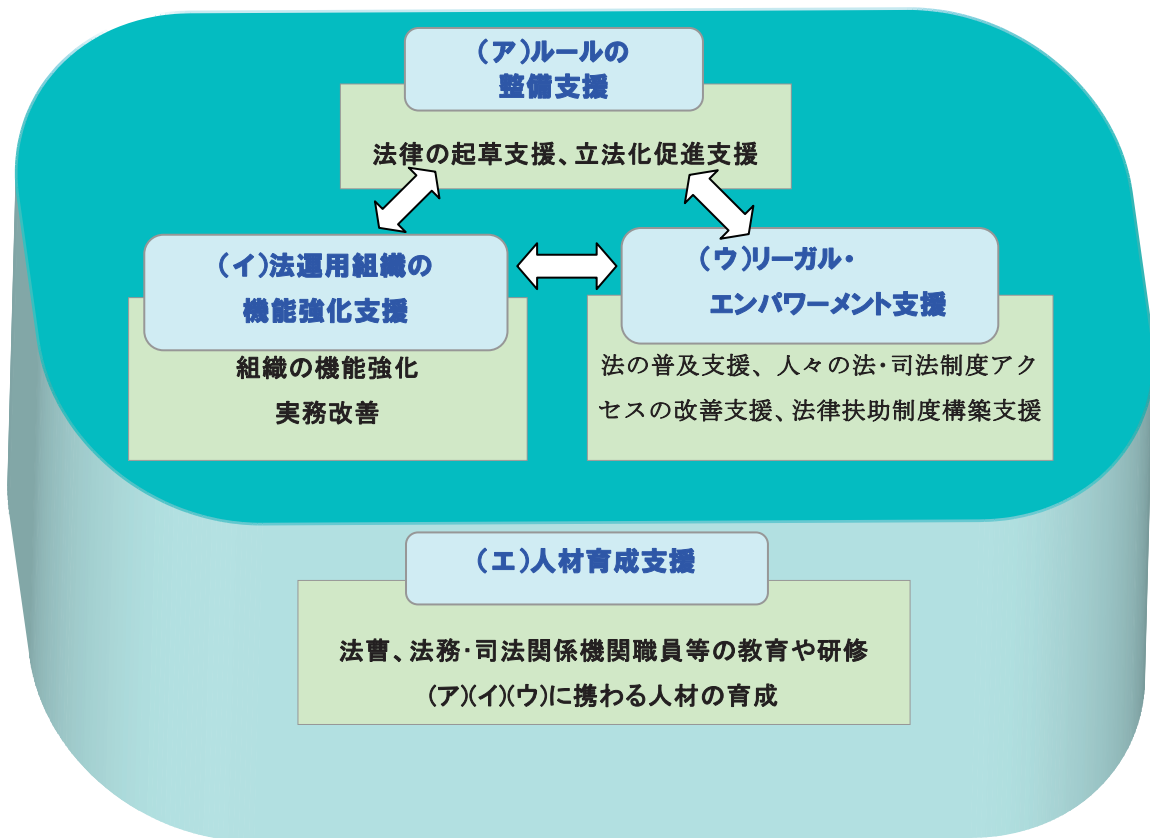 (ア)ルールの
整備支援
法律の起草支援、立法化促進支援
(イ)法運用組織の
機能強化支援
組織の機能強化
実務改善
(ウ)リーガル・
エンパワーメント支援
法の普及支援、人々の法・司法制度アク
セスの改善支援、法律扶助制度構築支援
(エ)人材育成支援
法曹、法務・司法関係機関職員等の教育や研修
(ア)(イ)(ウ)に携わる人材の育成